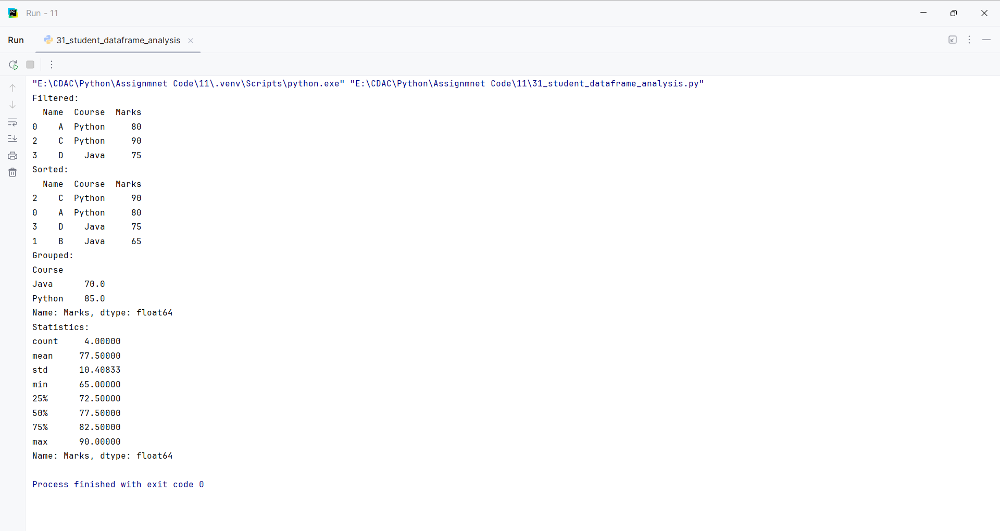 Run - 11
Run 31_student_dataframe_analysis
"E:\CDAC\Python\Assignmnet Code\11\.venv\Scripts\python.exe" "E:\CDAC\Python\Assignmnet Code\11\31_student_dataframe_analysis.py"
Filtered:
  Name  Course  Marks
0    A  Python     80
2    C  Python     90
3    D    Java     75
Sorted:
  Name  Course  Marks
2    C  Python     90
0    A  Python     80
3    D    Java     75
1    B    Java     65
Grouped:
Course
Java      70.0
Python    85.0
Name: Marks, dtype: float64
Statistics:
count     4.00000
mean     77.50000
std      10.40833
min      65.00000
25%      72.50000
50%      77.50000
75%      82.50000
max      90.00000
Name: Marks, dtype: float64
Process finished with exit code 0